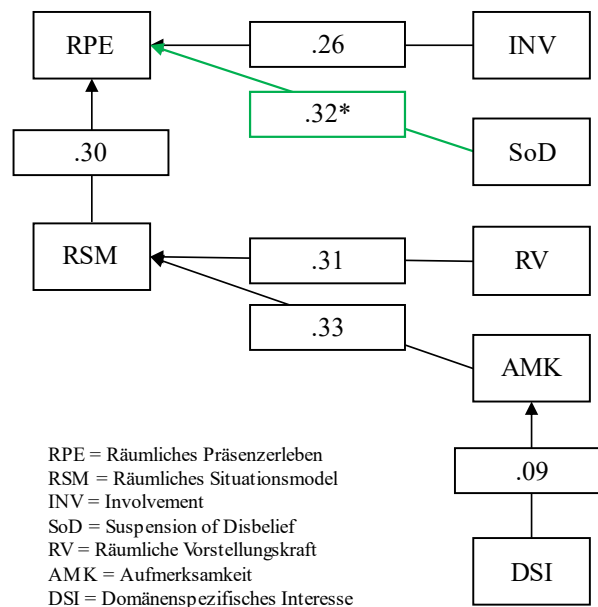 RPE
.26
INV
.32*
SoD
.30
RSM
.31
RV
.33
AMK
.09
DSI
RPE = Räumliches Präsenzerleben
RSM = Räumliches Situationsmodel
INV = Involvement
SoD = Suspension of Disbelief
RV = Räumliche Vorstellungskraft
AMK = Aufmerksamkeit
DSI = Domänenspezifisches Interesse